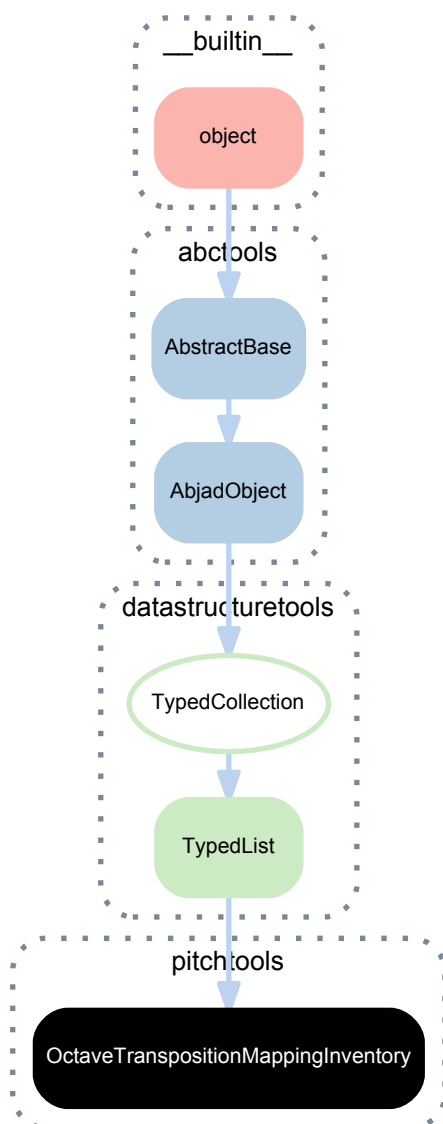 __builtin__
object
abctools
AbstractBase
AbjadObject
datastructuretools
TypedCollection
TypedList
pitchtools
OctaveTranspositionMappingInventory